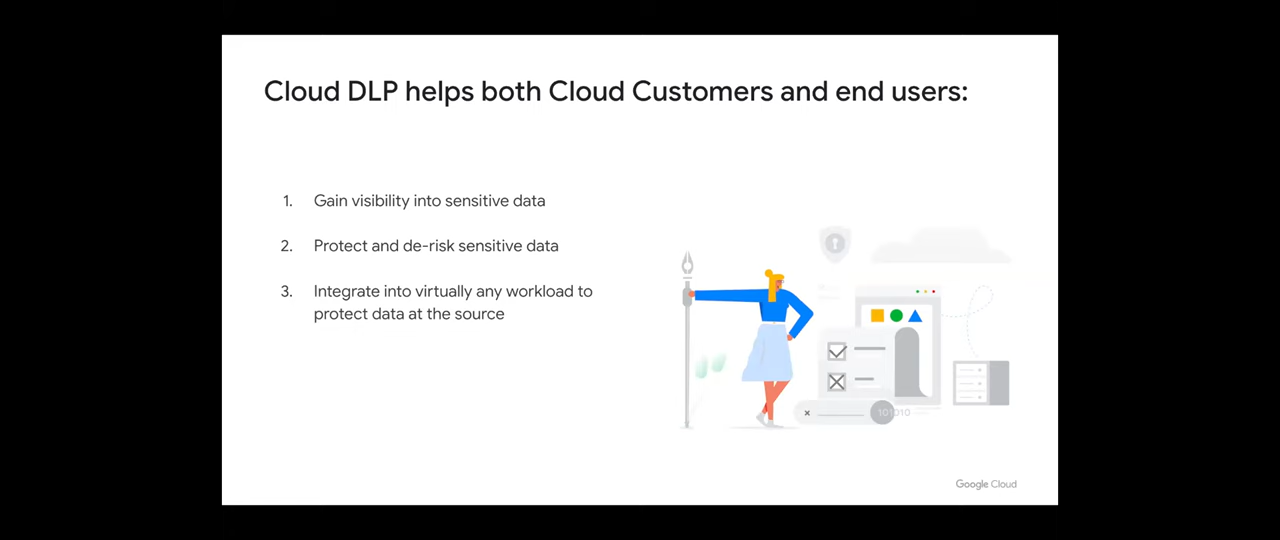 Cloud DLP helps both Cloud Customers and end users:
1. Gain visibility into sensitive data
2. Protect and de-risk sensitive data
3. Integrate into virtually any workload to
protect data at the source
101010
Google Cloud